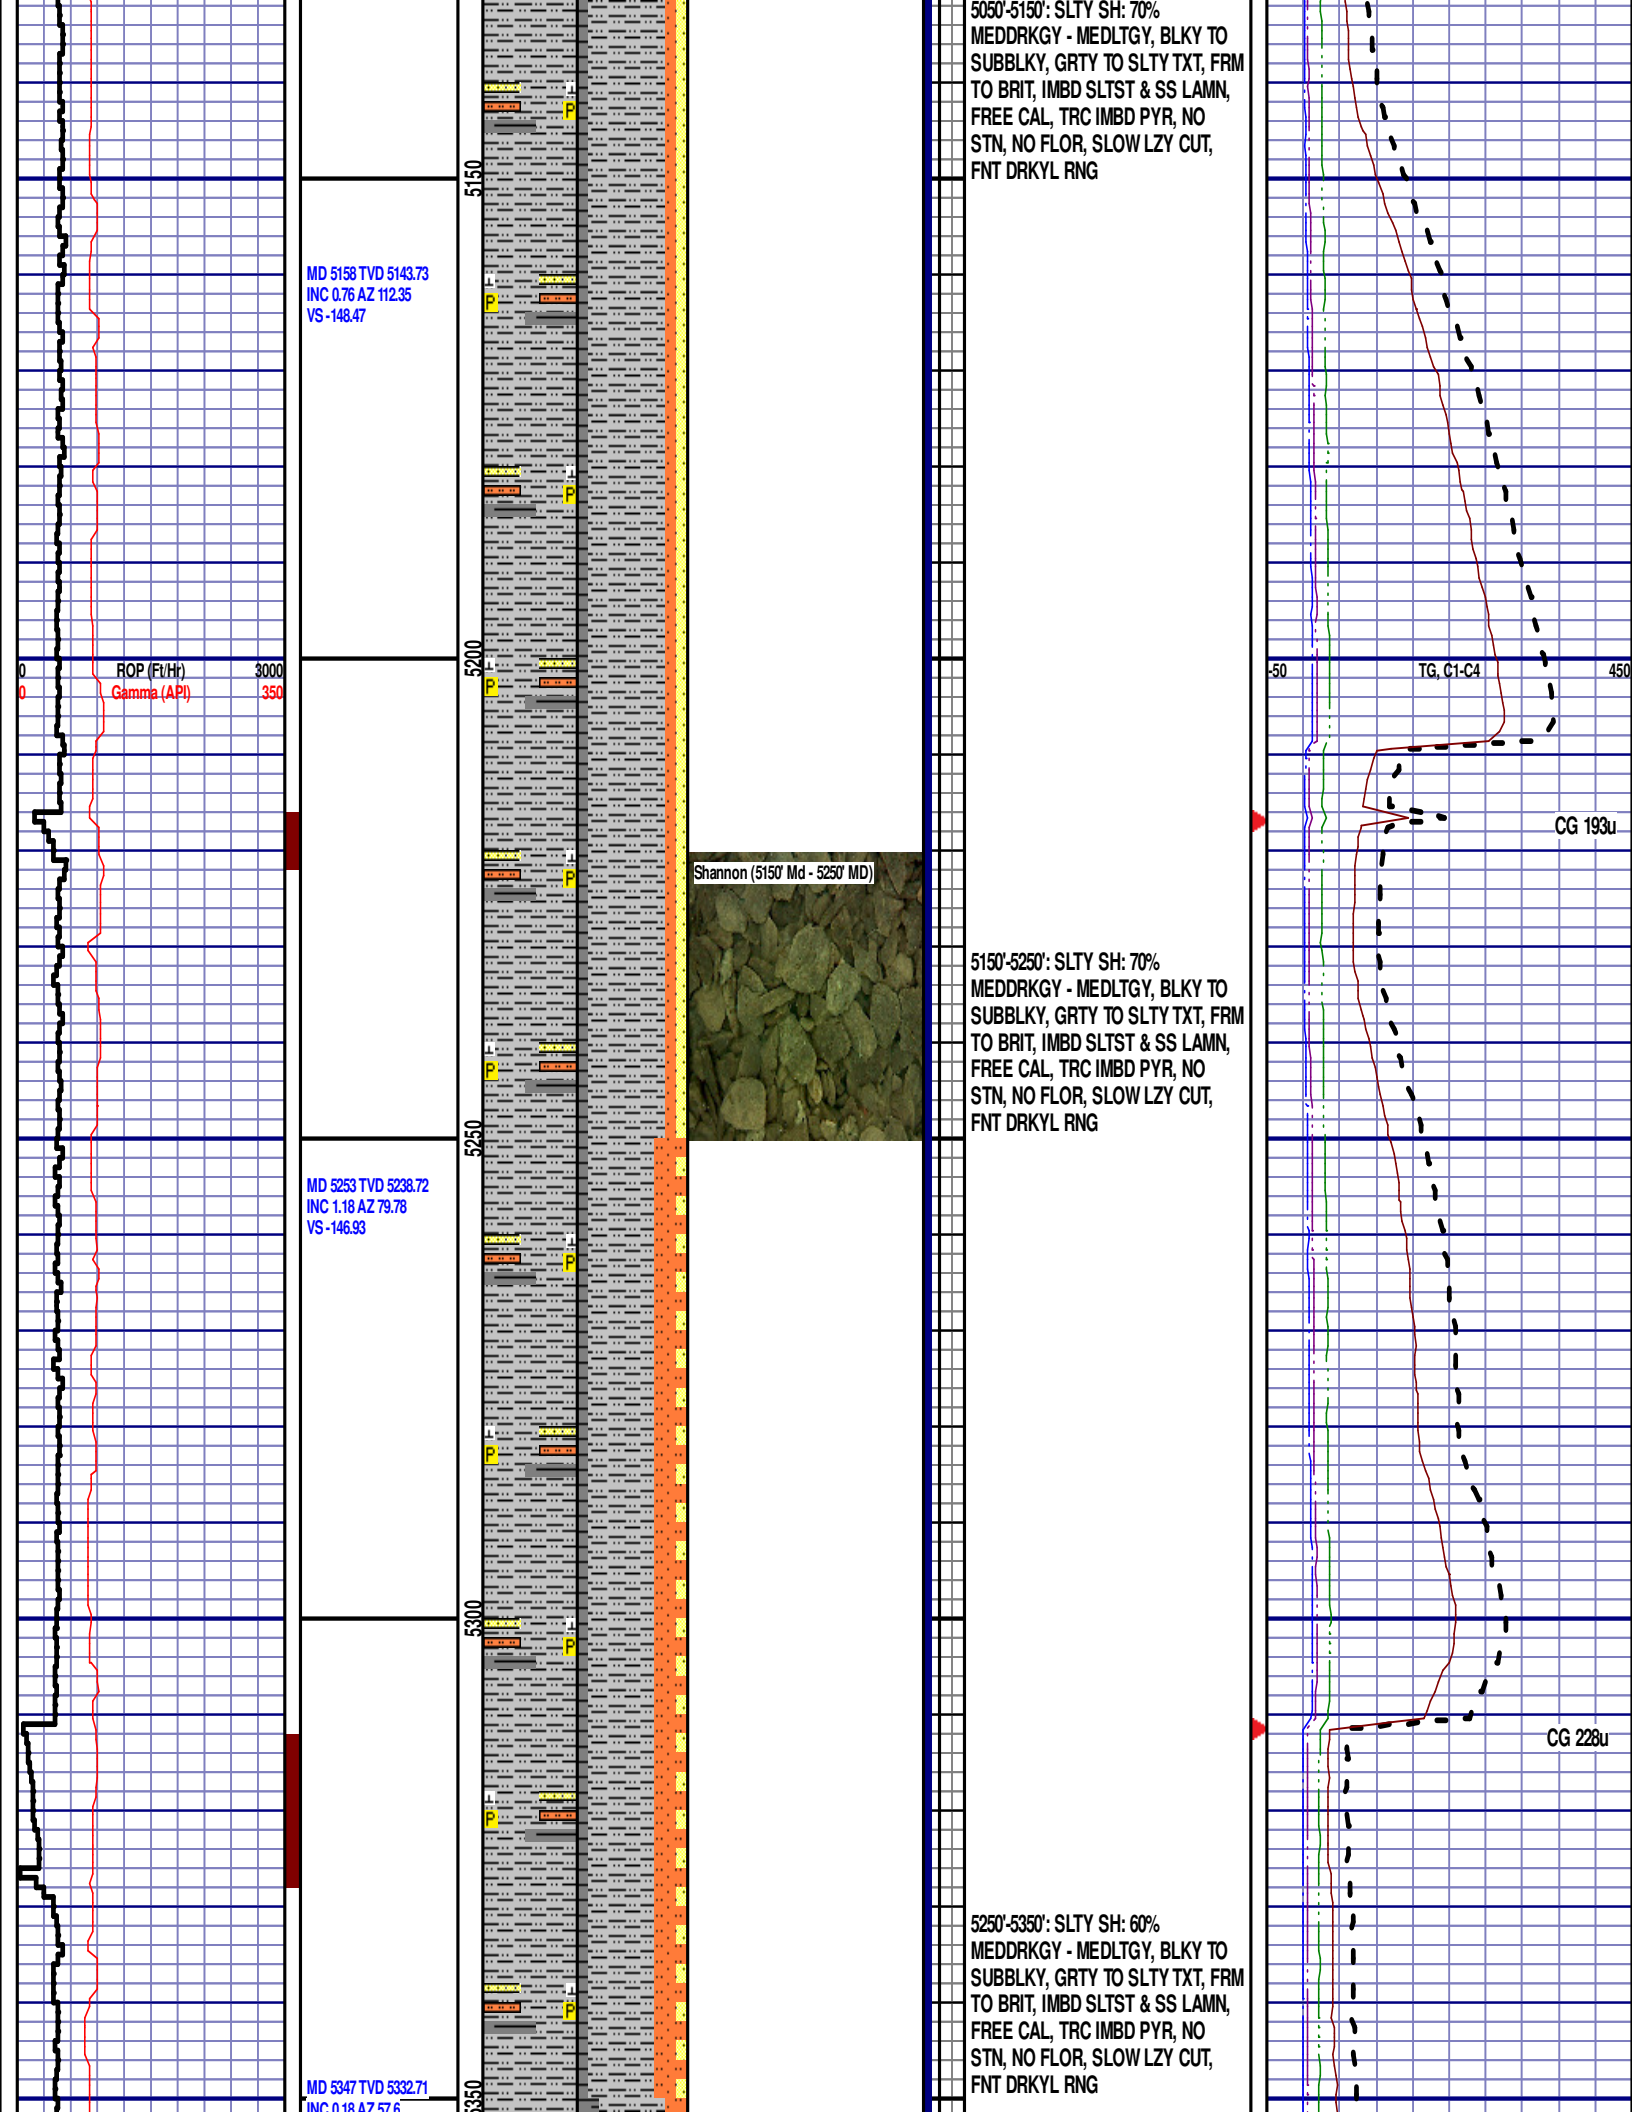 5050'-5150': SLTY SH: 70%
MEDDRKGY - MEDLTGY, BLKY TO
SUBBLKY, GRTY TO SLTY TXT, FRM
TO BRIT, IMBD SLTST & SS LAMN,
FREE CAL, TRC IMBD PYR, NO
STN, NO FLOR, SLOW LZY CUT,
FNT DRKYL RNG
P
5150
MD 5158 TVD 5143.73
INC 0.76 AZ 112.35
VS -148.47
P
P
5200
0 ROP (Ft/Hr) 3000
0 Gamma (API) 350
P
-50 TG, C1-C4 450
CG 193u
P
Shannon (5150' Md - 5250' MD)
5150'-5250': SLTY SH: 70%
MEDDRKGY - MEDLTGY, BLKY TO
SUBBLKY, GRTY TO SLTY TXT, FRM
TO BRIT, IMBD SLTST & SS LAMN,
FREE CAL, TRC IMBD PYR, NO
STN, NO FLOR, SLOW LZY CUT,
FNT DRKYL RNG
P
5250
MD 5253 TVD 5238.72
INC 1.18 AZ 79.78
VS -146.93
P
P
5300
P
CG 228u
P
5250'-5350': SLTY SH: 60%
MEDDRKGY - MEDLTGY, BLKY TO
SUBBLKY, GRTY TO SLTY TXT, FRM
TO BRIT, IMBD SLTST & SS LAMN,
FREE CAL, TRC IMBD PYR, NO
STN, NO FLOR, SLOW LZY CUT,
FNT DRKYL RNG
P
5350
MD 5347 TVD 5332.71
INC 0.18 AZ 57.6